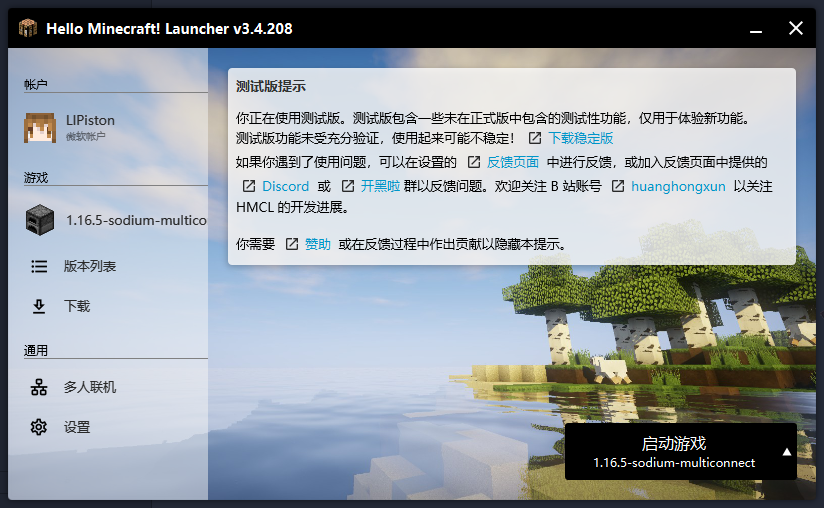 Hello Minecraft! Launcher v3.4.208
帐户
LIPiston
微软帐户
游戏
1.16.5-sodium-multico
版本列表
下载
通用
多人联机
设置
测试版提示
你正在使用测试版。测试版包含一些未在正式版中包含的测试性功能，仅用于体验新功能。
测试版功能未受充分验证，使用起来可能不稳定！ 下载稳定版
如果你遇到了使用问题，可以在设置的 反馈页面 中进行反馈，或加入反馈页面中提供的
Discord 或 开黑啦 群以反馈问题。欢迎关注 B 站账号 huanghongxun 以关注
HMCL 的开发进展。
你需要 赞助 或在反馈过程中作出贡献以隐藏本提示。
启动游戏
1.16.5-sodium-multiconnect